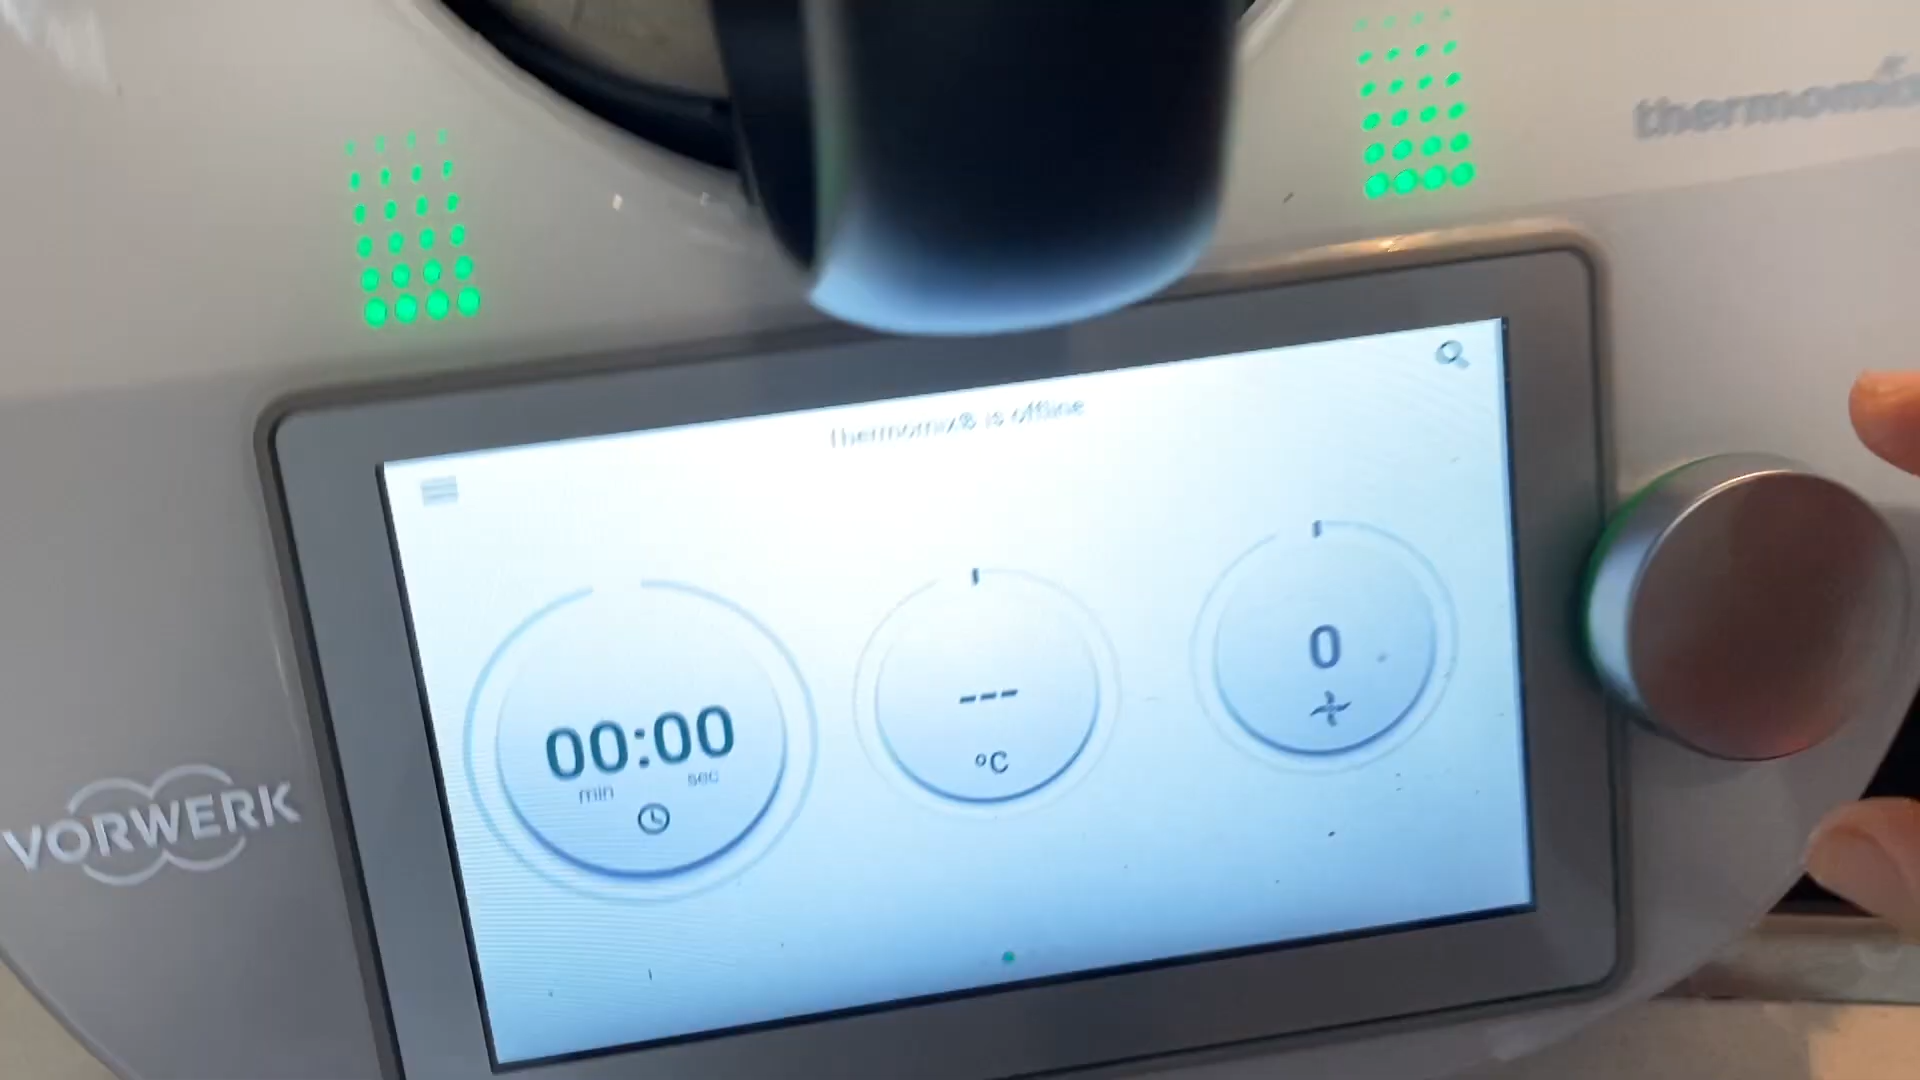 thermomix
Thermomix® is offline
00:00
min sec
---
°C
0
VORWERK